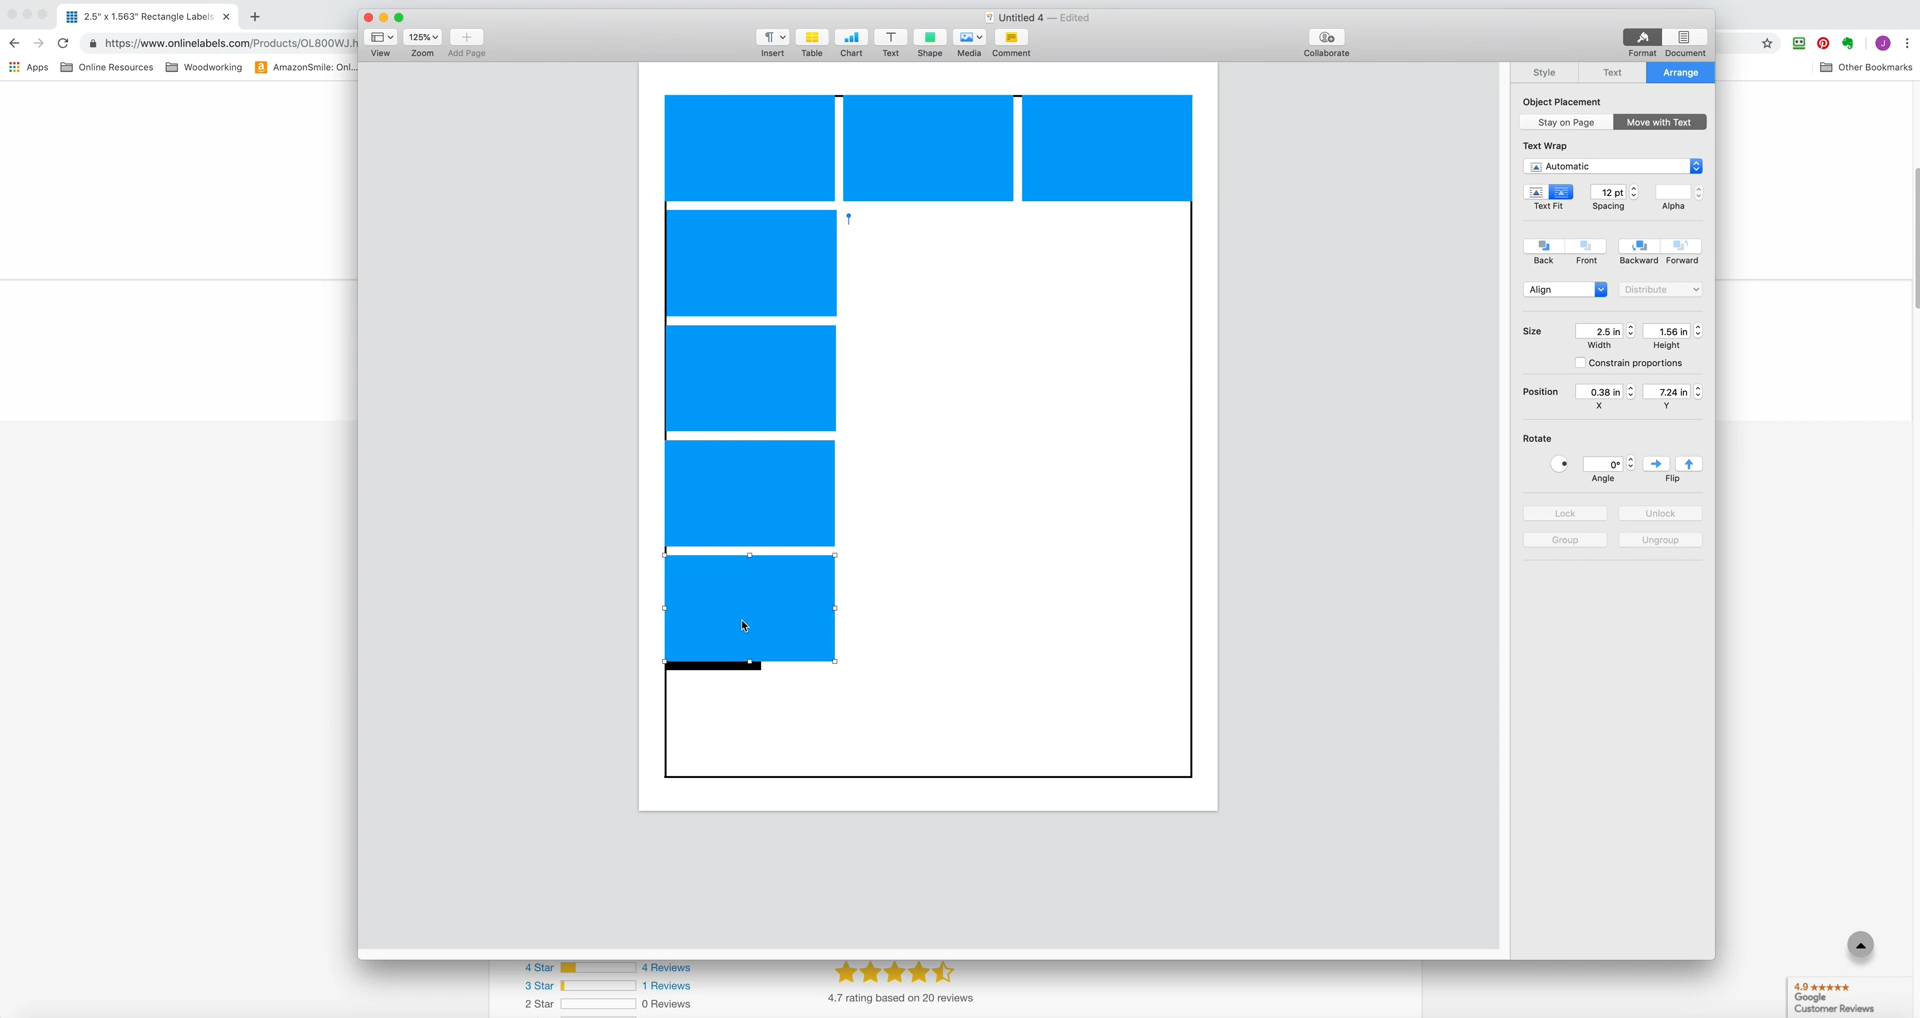 2.5" x 1.563" Rectangle Labels
https://www.onlinelabels.com/Products/OL800WJ.h
Apps
Online Resources
Woodworking
AmazonSmile: Onl...
Other Bookmarks
Untitled 4 — Edited
125%
View
Zoom
Add Page
Insert
Table
Chart
Text
Shape
Media
Comment
Collaborate
Format
Document
Style
Text
Arrange
Object Placement
Stay on Page
Move with Text
Text Wrap
Automatic
12 pt
Text Fit
Spacing
Alpha
Back
Front
Backward
Forward
Align
Distribute
Size
2.5 in
1.56 in
Width
Height
Constrain proportions
Position
0.38 in
7.24 in
X
Y
Rotate
0°
Angle
Flip
Lock
Unlock
Group
Ungroup
4 Star
4 Reviews
3 Star
1 Reviews
2 Star
0 Reviews
4.7 rating based on 20 reviews
4.9
Google
Customer Reviews